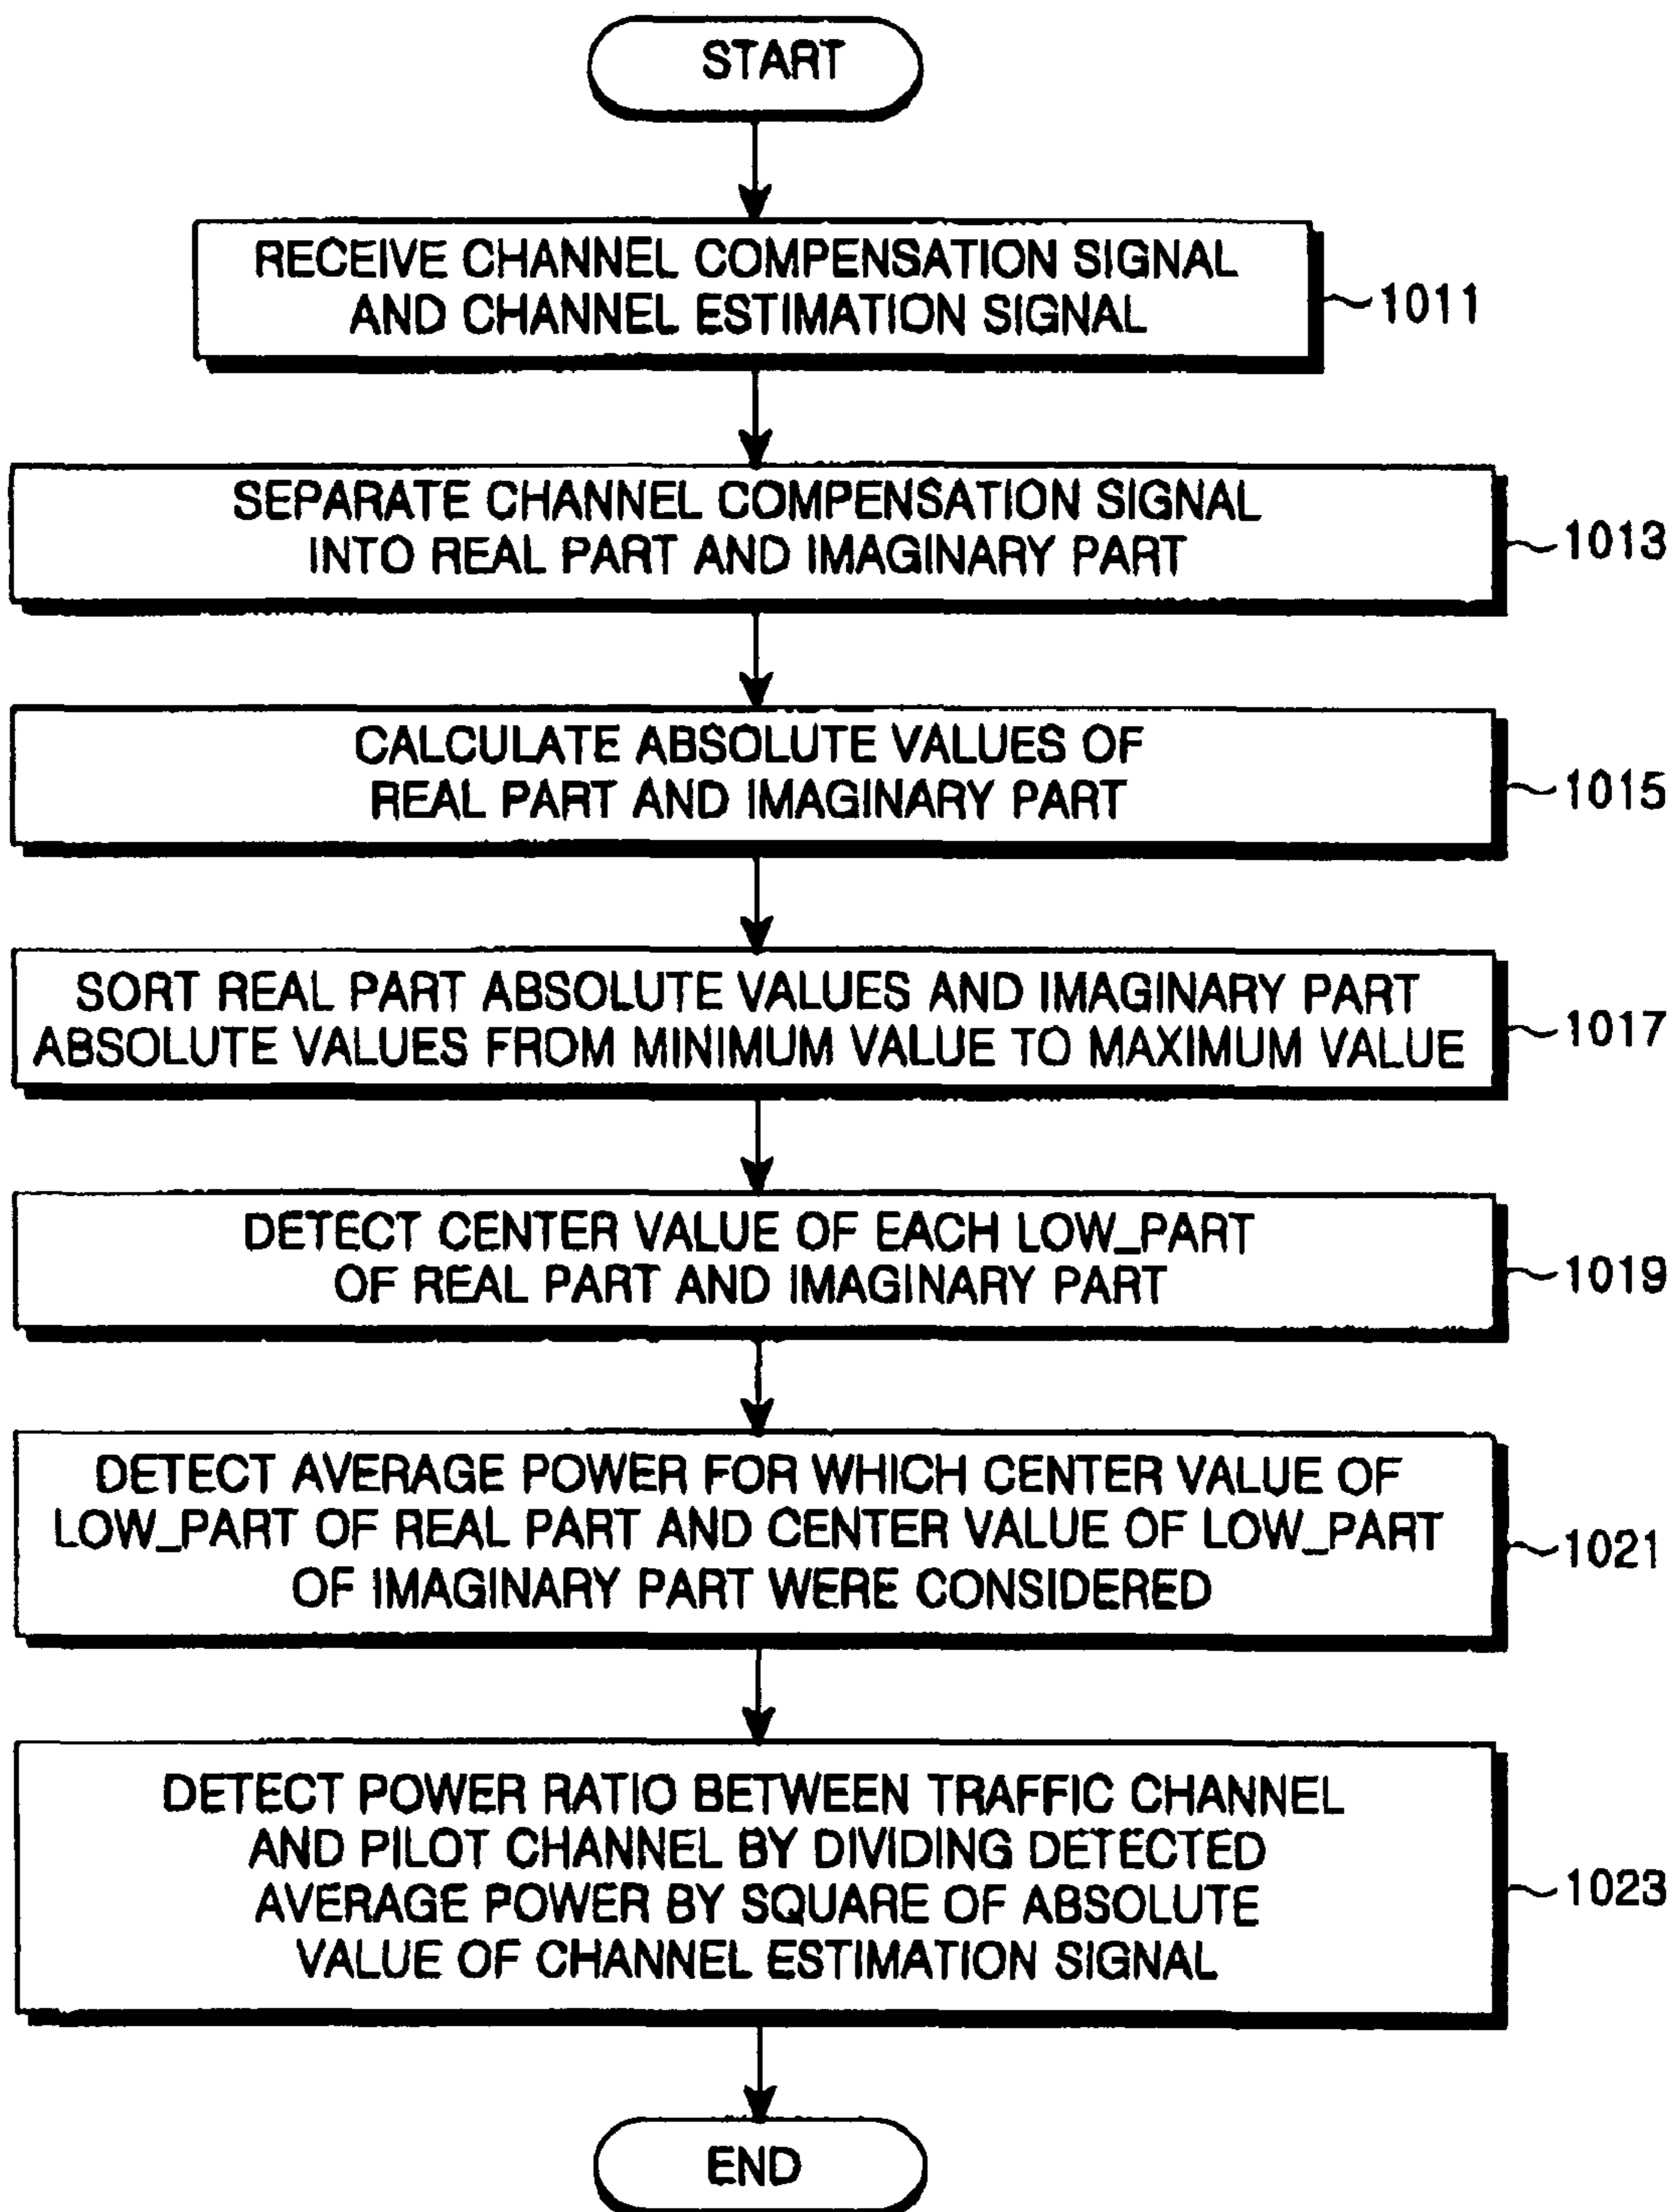 START
RECEIVE CHANNEL COMPENSATION SIGNAL
AND CHANNEL ESTIMATION SIGNAL
1011
SEPARATE CHANNEL COMPENSATION SIGNAL
INTO REAL PART AND IMAGINARY PART
1013
CALCULATE ABSOLUTE VALUES OF
REAL PART AND IMAGINARY PART
1015
SORT REAL PART ABSOLUTE VALUES AND IMAGINARY PART
ABSOLUTE VALUES FROM MINIMUM VALUE TO MAXIMUM VALUE
1017
DETECT CENTER VALUE OF EACH LOW_PART
OF REAL PART AND IMAGINARY PART
1019
DETECT AVERAGE POWER FOR WHICH CENTER VALUE OF
LOW_PART OF REAL PART AND CENTER VALUE OF LOW_PART
OF IMAGINARY PART WERE CONSIDERED
1021
DETECT POWER RATIO BETWEEN TRAFFIC CHANNEL
AND PILOT CHANNEL BY DIVIDING DETECTED
AVERAGE POWER BY SQUARE OF ABSOLUTE
VALUE OF CHANNEL ESTIMATION SIGNAL
1023
END